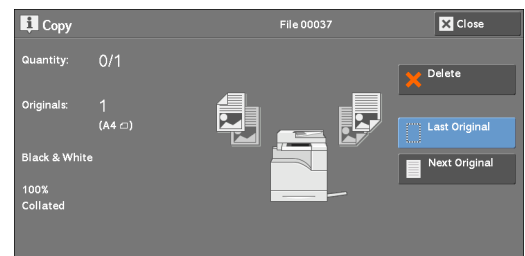 Copy
File 00037
Close
Quantity: 0/1
Delete
Originals: 1
(A4)
Last Original
Black & White
Next Original
100%
Collated